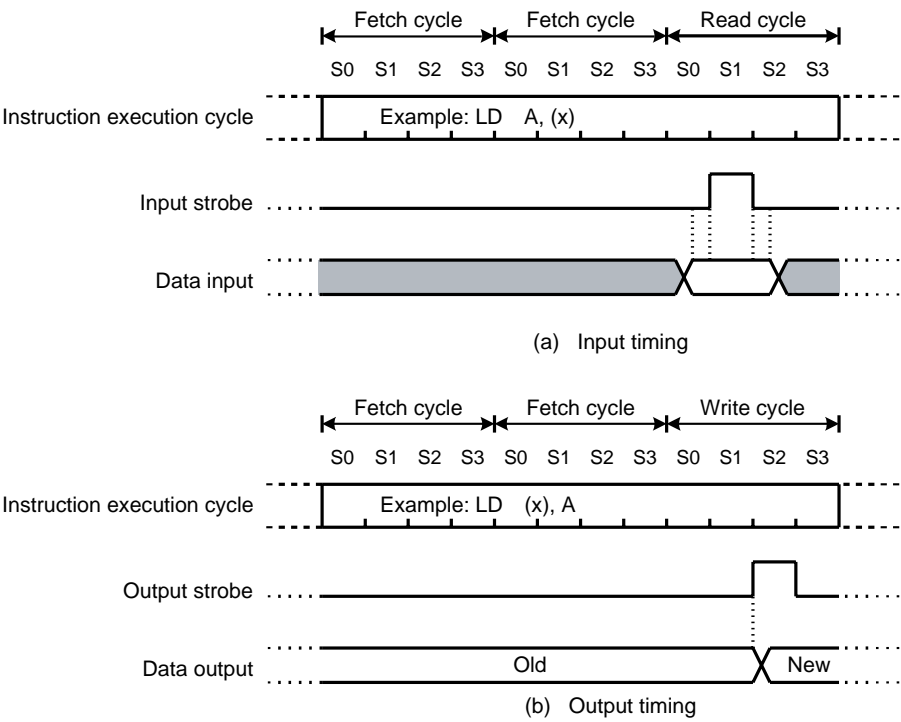 Fetch cycle Fetch cycle Read cycle
S0 S1 S2 S3 S0 S1 S2 S3 S0 S1 S2 S3
Instruction execution cycle Example: LD A, (x)
Input strobe
Data input
(a) Input timing
Fetch cycle Fetch cycle Write cycle
S0 S1 S2 S3 S0 S1 S2 S3 S0 S1 S2 S3
Instruction execution cycle Example: LD (x), A
Output strobe
Data output Old New
(b) Output timing